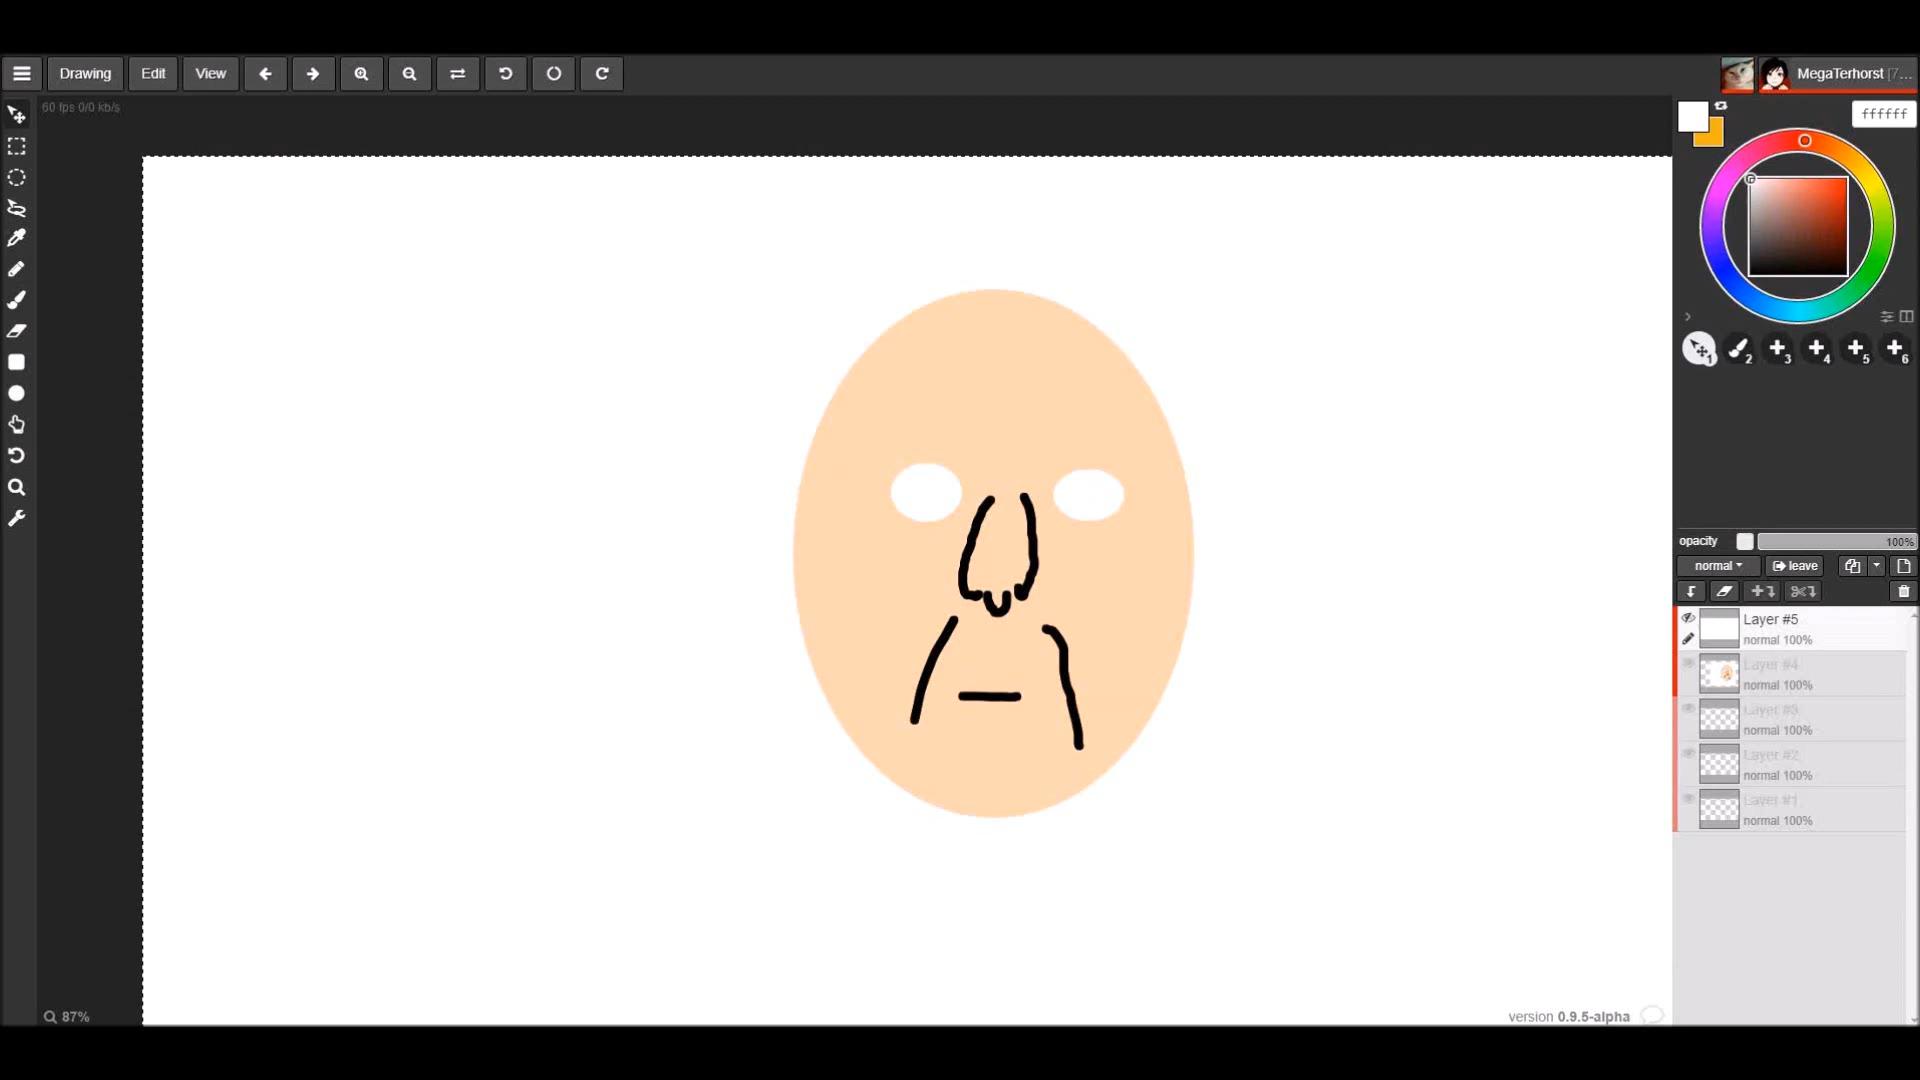 Drawing Edit View
MegaTerhorst [7...
60 fps 0/0 kb/s
ffffff
1 2 3 4 5 6
opacity 100%
normal leave
Layer #5
normal 100%
Layer #4
normal 100%
Layer #3
normal 100%
Layer #2
normal 100%
Layer #1
normal 100%
87%
version 0.9.5-alpha